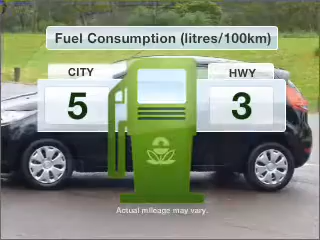 Fuel Consumption (litres/100km)
CITY
HWY
5
3
Actual mileage may vary.